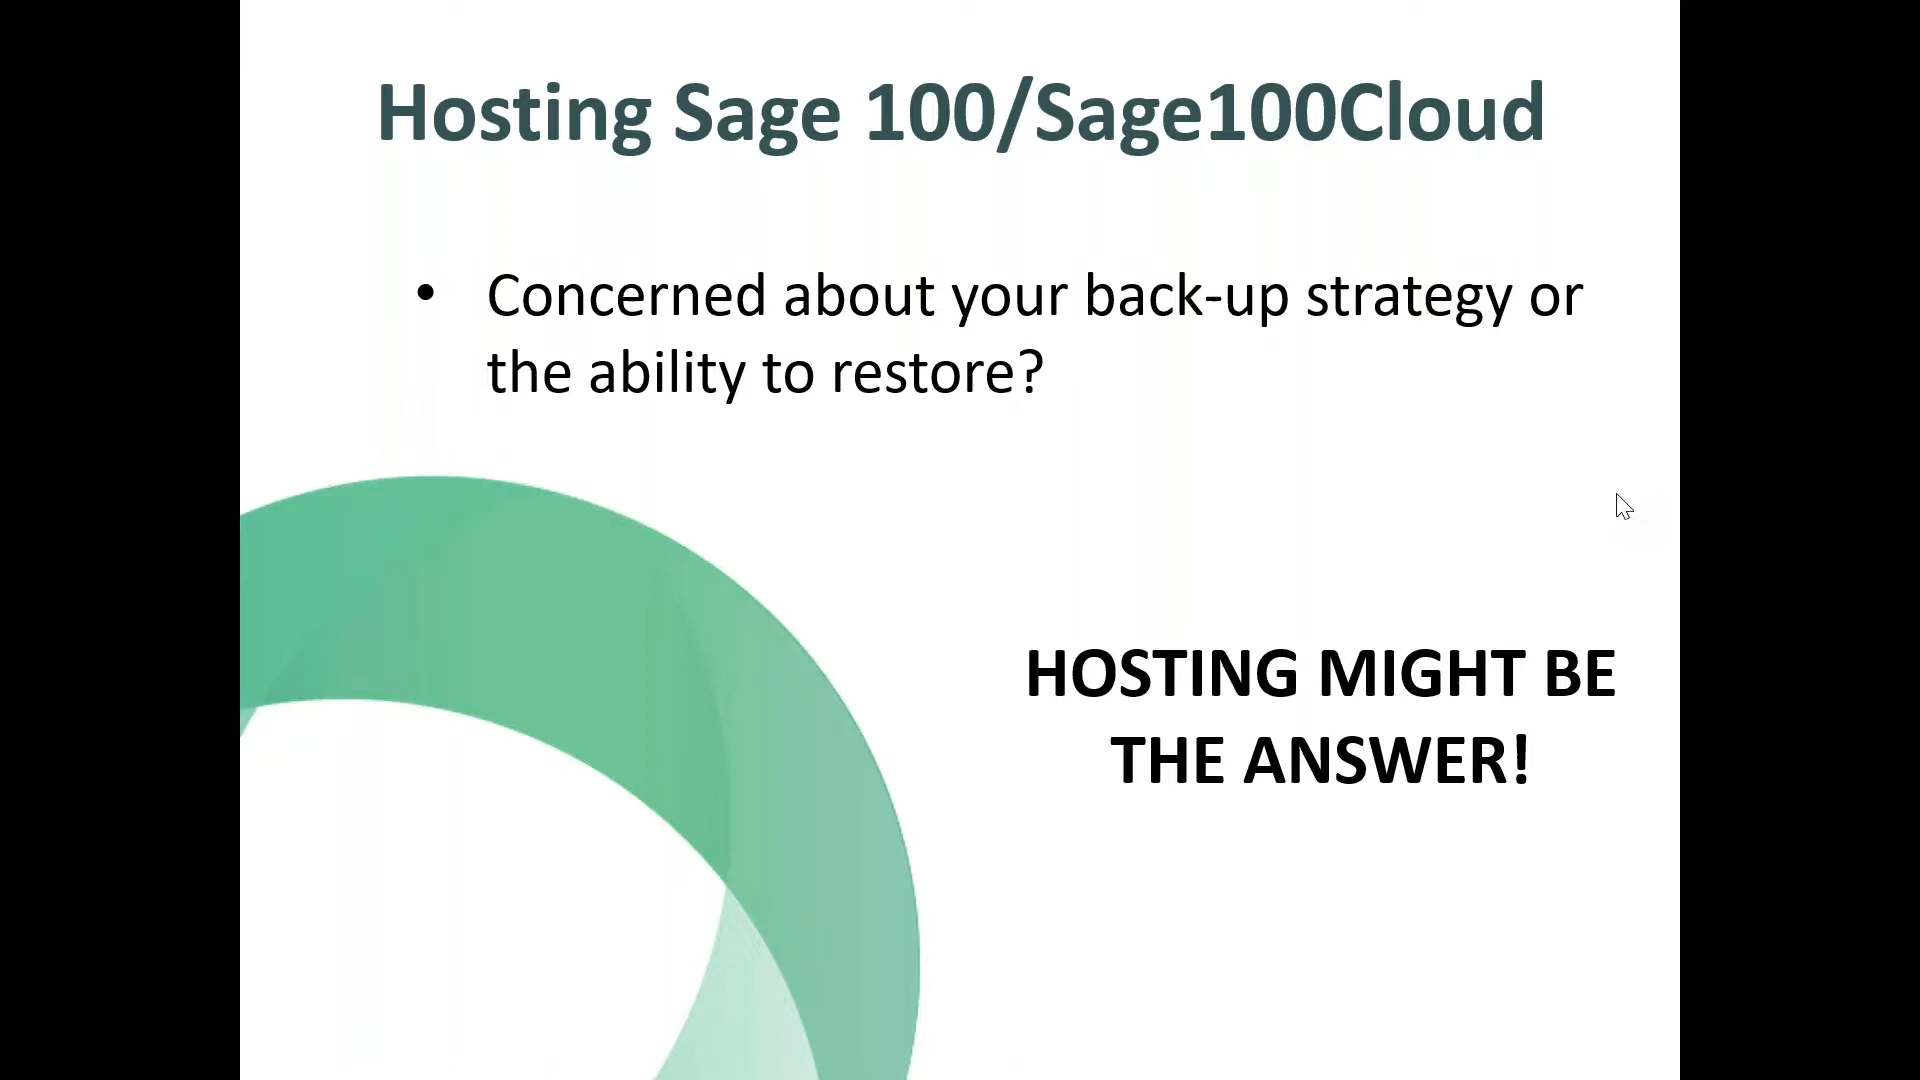 Hosting Sage 100/Sage100Cloud
• Concerned about your back-up strategy or
the ability to restore?
HOSTING MIGHT BE
THE ANSWER!